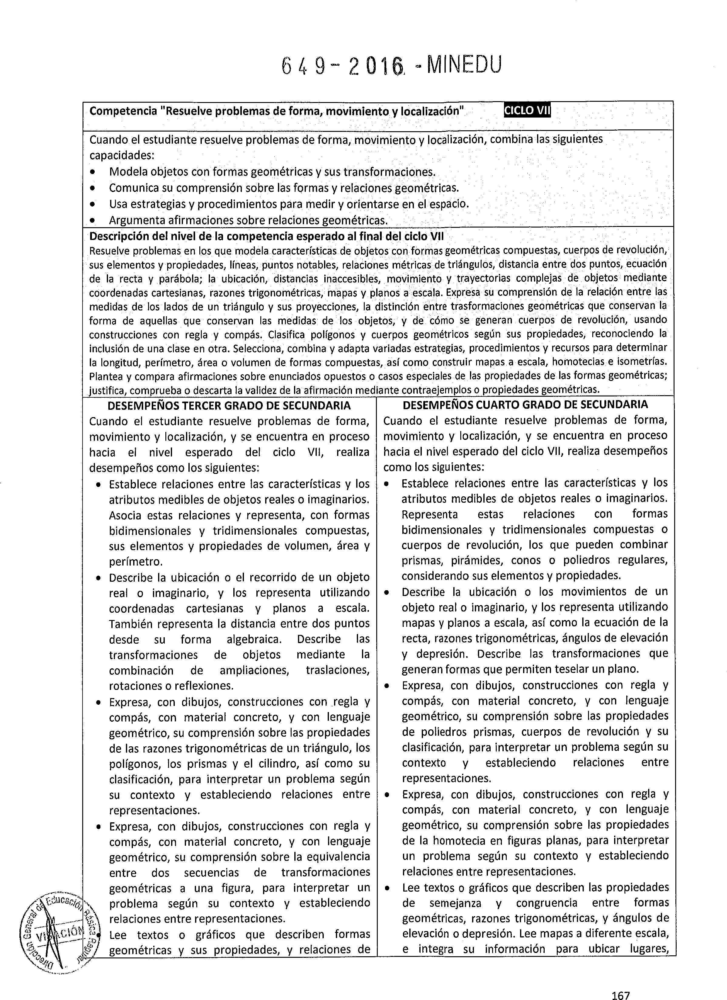 649-2016-MINEDU
Competencia "Resuelve problemas de forma, movimiento y localización" CICLO VII
Cuando el estudiante resuelve problemas de forma, movimiento y localización, combina las siguientes
capacidades:
• Modela objetos con formas geométricas y sus transformaciones.
• Comunica su comprensión sobre las formas y relaciones geométricas.
• Usa estrategias y procedimientos para medir y orientarse en el espacio.
• Argumenta afirmaciones sobre relaciones geométricas.
Descripción del nivel de la competencia esperado al final del ciclo VII
Resuelve problemas en los que modela características de objetos con formas geométricas compuestas, cuerpos de revolución,
sus elementos y propiedades, líneas, puntos notables, relaciones métricas de triángulos, distancia entre dos puntos, ecuación
de la recta y parábola; la ubicación, distancias inaccesibles, movimiento y trayectorias complejas de objetos mediante
coordenadas cartesianas, razones trigonométricas, mapas y planos a escala. Expresa su comprensión de la relación entre las
medidas de los lados de un triángulo y sus proyecciones, la distinción entre trasformaciones geométricas que conservan la
forma de aquellas que conservan las medidas de los objetos, y de cómo se generan cuerpos de revolución, usando
construcciones con regla y compás. Clasifica polígonos y cuerpos geométricos según sus propiedades, reconociendo la
inclusión de una clase en otra. Selecciona, combina y adapta variadas estrategias, procedimientos y recursos para determinar
la longitud, perímetro, área o volumen de formas compuestas, así como construir mapas a escala, homotecias e isometrías.
Plantea y compara afirmaciones sobre enunciados opuestos o casos especiales de las propiedades de las formas geométricas;
justifica, comprueba o descarta la validez de la afirmación mediante contraejemplos o propiedades geométricas.
DESEMPEÑOS TERCER GRADO DE SECUNDARIA
Cuando el estudiante resuelve problemas de forma,
movimiento y localización, y se encuentra en proceso
hacia el nivel esperado del ciclo VII, realiza
desempeños como los siguientes:
• Establece relaciones entre las características y los
atributos medibles de objetos reales o imaginarios.
Asocia estas relaciones y representa, con formas
bidimensionales y tridimensionales compuestas,
sus elementos y propiedades de volumen, área y
perímetro.
• Describe la ubicación o el recorrido de un objeto
real o imaginario, y los representa utilizando
coordenadas cartesianas y planos a escala.
También representa la distancia entre dos puntos
desde su forma algebraica. Describe las
transformaciones de objetos mediante la
combinación de ampliaciones, traslaciones,
rotaciones o reflexiones.
• Expresa, con dibujos, construcciones con regla y
compás, con material concreto, y con lenguaje
geométrico, su comprensión sobre las propiedades
de las razones trigonométricas de un triángulo, los
polígonos, los prismas y el cilindro, así como su
clasificación, para interpretar un problema según
su contexto y estableciendo relaciones entre
representaciones.
• Expresa, con dibujos, construcciones con regla y
compás, con material concreto, y con lenguaje
geométrico, su comprensión sobre la equivalencia
entre dos secuencias de transformaciones
geométricas a una figura, para interpretar un
problema según su contexto y estableciendo
relaciones entre representaciones.
• Lee textos o gráficos que describen formas
geométricas y sus propiedades, y relaciones de
DESEMPEÑOS CUARTO GRADO DE SECUNDARIA
Cuando el estudiante resuelve problemas de forma,
movimiento y localización, y se encuentra en proceso
hacia el nivel esperado del ciclo VII, realiza desempeños
como los siguientes:
• Establece relaciones entre las características y los
atributos medibles de objetos reales o imaginarios.
Representa estas relaciones con formas
bidimensionales y tridimensionales compuestas o
cuerpos de revolución, los que pueden combinar
prismas, pirámides, conos o poliedros regulares,
considerando sus elementos y propiedades.
• Describe la ubicación o los movimientos de un
objeto real o imaginario, y los representa utilizando
mapas y planos a escala, así como la ecuación de la
recta, razones trigonométricas, ángulos de elevación
y depresión. Describe las transformaciones que
generan formas que permiten teselar un plano.
• Expresa, con dibujos, construcciones con regla y
compás, con material concreto, y con lenguaje
geométrico, su comprensión sobre las propiedades
de poliedros prismas, cuerpos de revolución y su
clasificación, para interpretar un problema según su
contexto y estableciendo relaciones entre
representaciones.
• Expresa, con dibujos, construcciones con regla y
compás, con material concreto, y con lenguaje
geométrico, su comprensión sobre las propiedades
de la homotecia en figuras planas, para interpretar
un problema según su contexto y estableciendo
relaciones entre representaciones.
• Lee textos o gráficos que describen las propiedades
de semejanza y congruencia entre formas
geométricas, razones trigonométricas, y ángulos de
elevación o depresión. Lee mapas a diferente escala,
e integra su información para ubicar lugares,
Dirección General de Educación Básica Regular
167